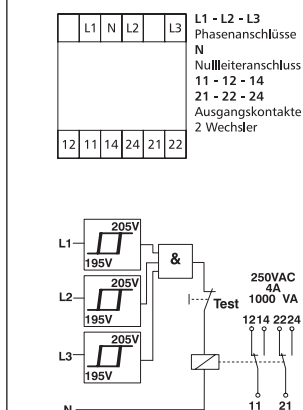 L1 N L2 L3
12 11 14 24 21 22
L1 - L2 - L3
Phasenanschlüsse
N
Nullleiteranschluss
11 - 12 - 14
21 - 22 - 24
Ausgangskontakte
2 Wechsler
L1
205V
195V
L2
205V
195V
L3
205V
195V
&
Test
250VAC
4A
1000 VA
1214 2224
N
11 21